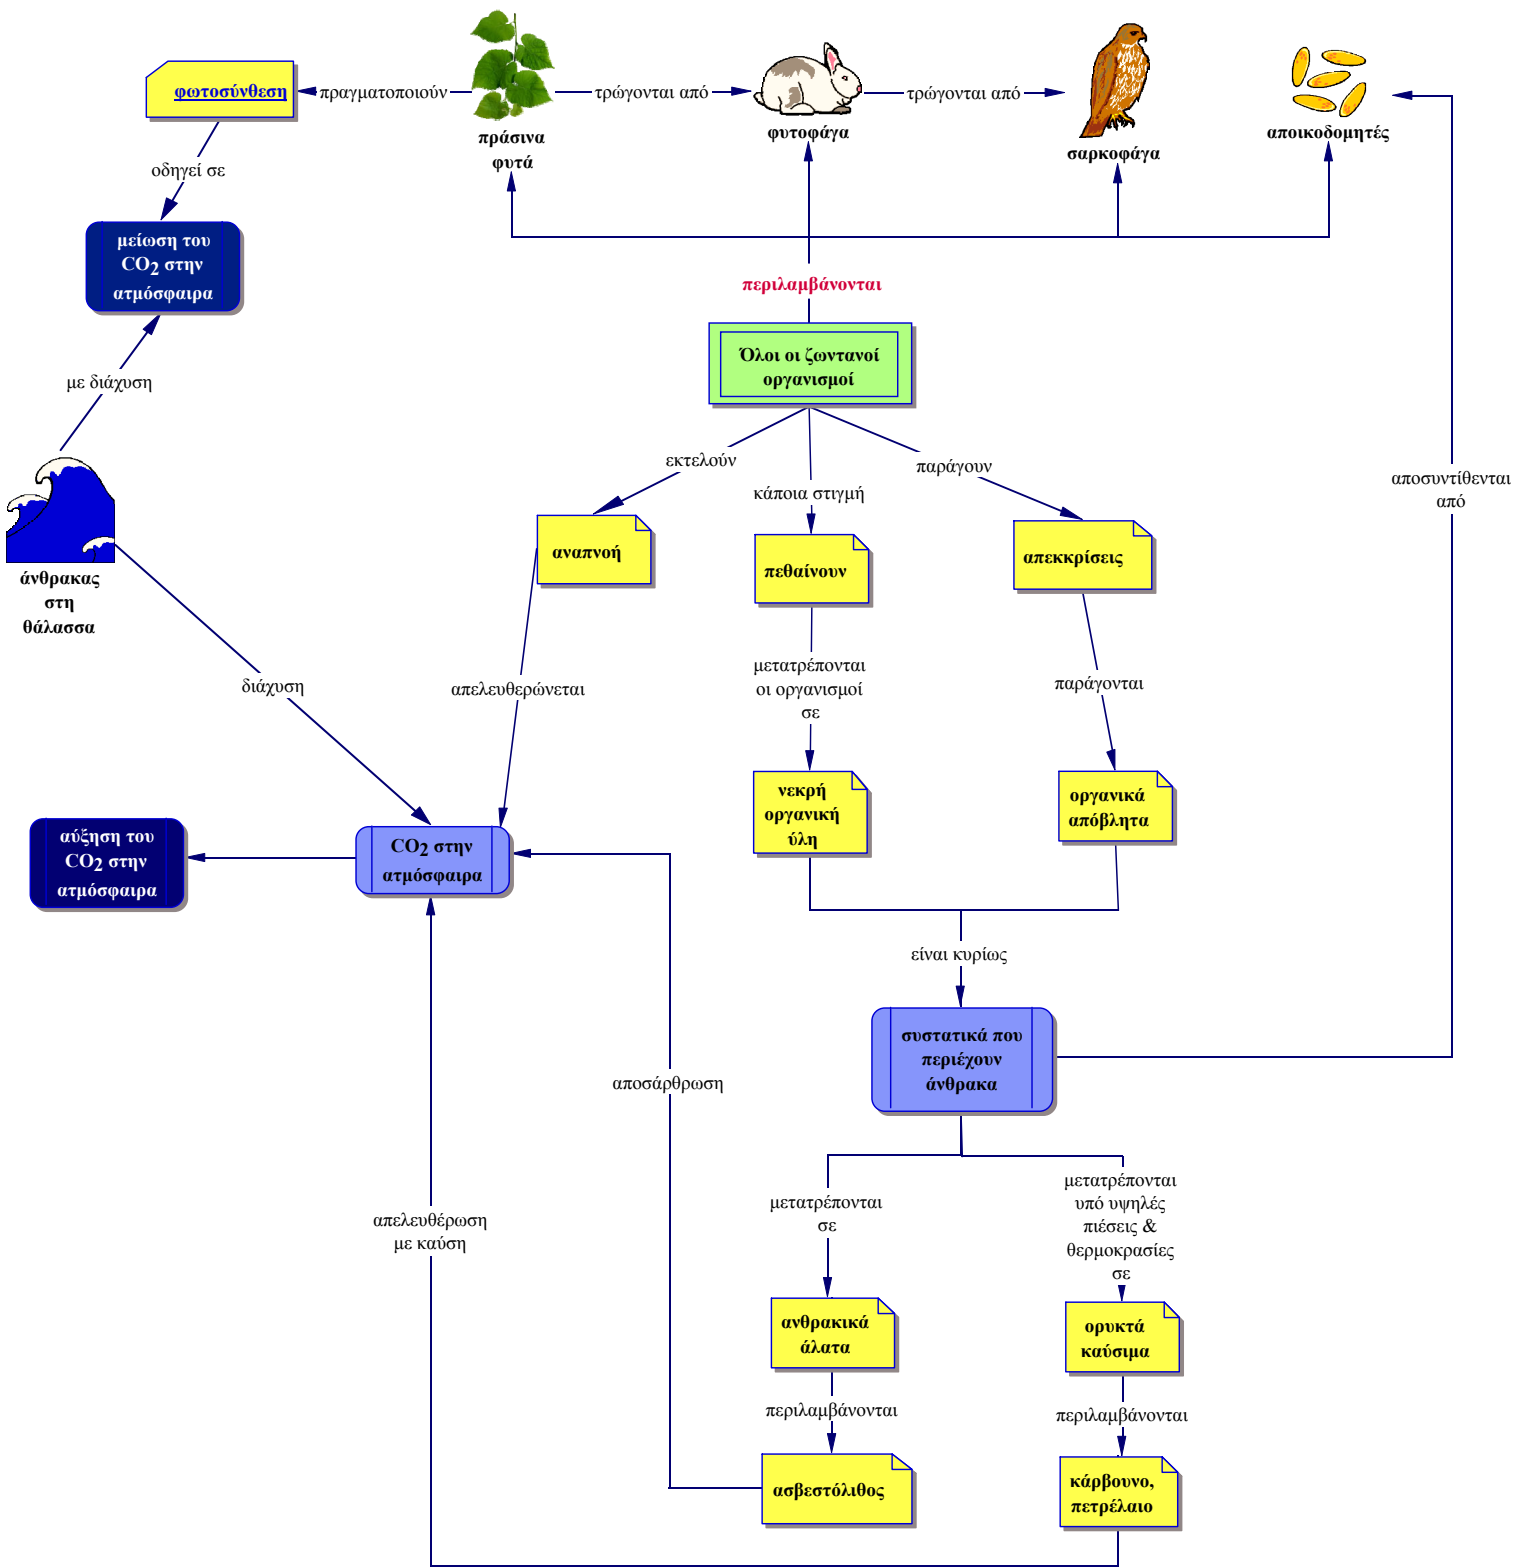 φωτοσύνθεση
πραγματοποιούν
πράσινα
φυτά
τρώγονται από
φυτοφάγα
τρώγονται από
σαρκοφάγα
αποικοδομητές
οδηγεί σε
μείωση του
CO2 στην
ατμόσφαιρα
με διάχυση
άνθρακας
στη
θάλασσα
περιλαμβάνονται
Όλοι οι ζωντανοί
οργανισμοί
εκτελούν
κάποια στιγμή
παράγουν
αποσυντίθενται
από
αναπνοή
πεθαίνουν
απεκκρίσεις
διάχυση
απελευθερώνεται
μετατρέπονται
οι οργανισμοί
σε
παράγονται
νεκρή
οργανική
ύλη
οργανικά
απόβλητα
αύξηση του
CO2 στην
ατμόσφαιρα
CO2 στην
ατμόσφαιρα
είναι κυρίως
συστατικά που
περιέχουν
άνθρακα
αποσάρθρωση
απελευθέρωση
με καύση
μετατρέπονται
σε
μετατρέπονται
υπό υψηλές
πιέσεις &
θερμοκρασίες
σε
ανθρακικά
άλατα
ορυκτά
καύσιμα
περιλαμβάνονται
περιλαμβάνονται
ασβεστόλιθος
κάρβουνο,
πετρέλαιο